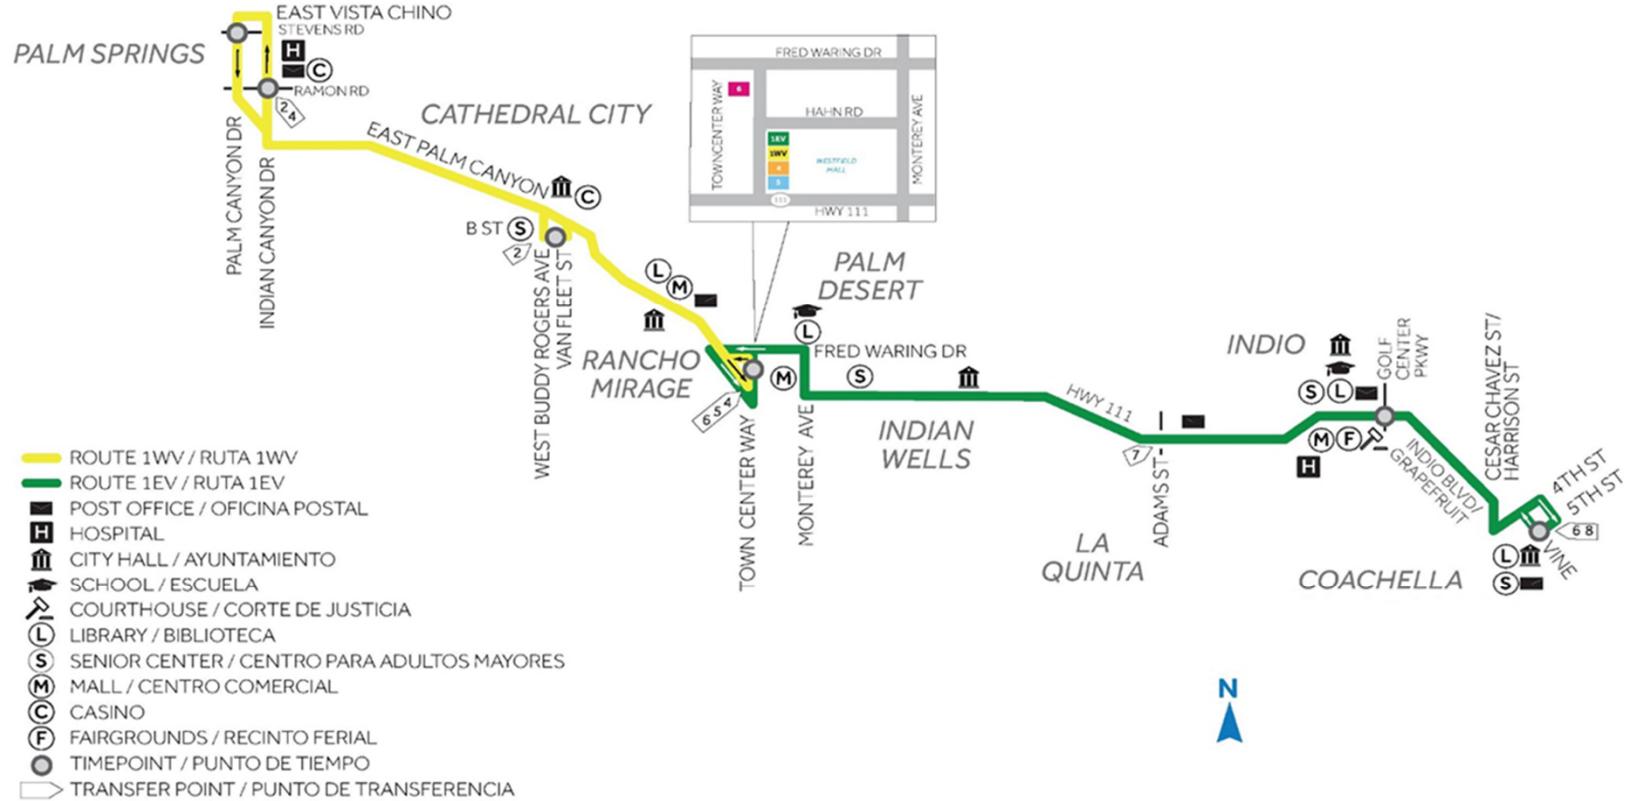 EAST VISTA CHINO
STEVENS RD
PALM SPRINGS
H
C
RAMON RD
2 4
PALM CANYON DR
INDIAN CANYON DR
CATHEDRAL CITY
EAST PALM CANYON
C
B ST
S
2
WEST BUDDY ROGERS AVE
VAN FLEET ST
L
M
RANCHO
MIRAGE
6 5 4
FRED WARING DR
TOWNCENTER WAY
6
HAHN RD
MONTEREY AVE
1EV
1WV
4
5
WESTFIELD
HALL
111
HWY 111
PALM
DESERT
L
FRED WARING DR
M
S
TOWN CENTER WAY
MONTEREY AVE
INDIAN
WELLS
HWY 111
7
ADAMS ST
LA
QUINTA
INDIO
GOLF
CENTER
PKWY
S
L
M
F
H
INDIO BLVD/
GRAPEFRUIT
CESAR CHAVEZ ST/
HARRISON ST
4TH ST
5TH ST
6 8
VINE
L
S
COACHELLA
ROUTE 1WV / RUTA 1WV
ROUTE 1EV / RUTA 1EV
POST OFFICE / OFICINA POSTAL
H HOSPITAL
CITY HALL / AYUNTAMIENTO
SCHOOL / ESCUELA
COURTHOUSE / CORTE DE JUSTICIA
L LIBRARY / BIBLIOTECA
S SENIOR CENTER / CENTRO PARA ADULTOS MAYORES
M MALL / CENTRO COMERCIAL
C CASINO
F FAIRGROUNDS / RECINTO FERIAL
TIMEPOINT / PUNTO DE TIEMPO
TRANSFER POINT / PUNTO DE TRANSFERENCIA
N